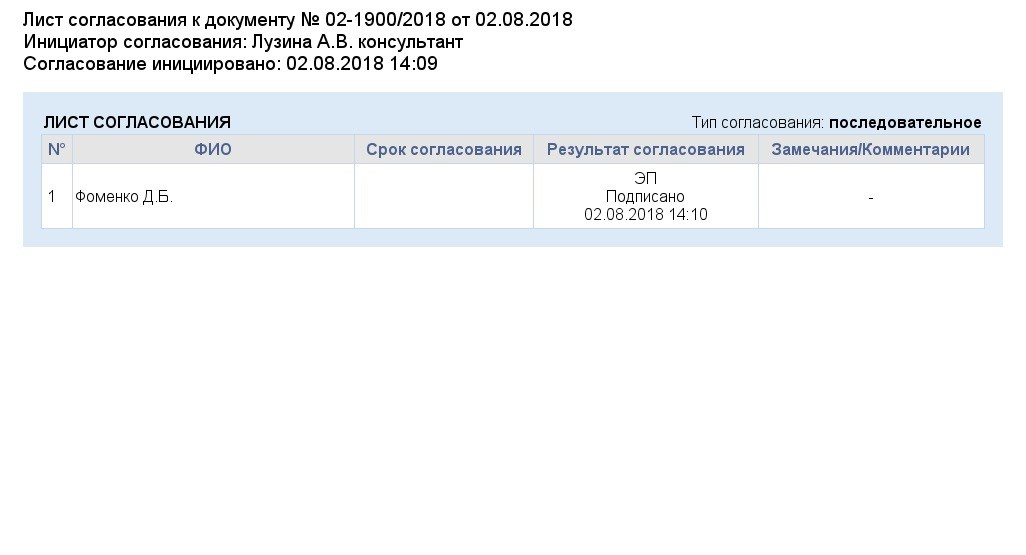 Лист согласования к документу № 02-1900/2018 от 02.08.2018
Инициатор согласования: Лузина А.В. консультант
Согласование инициировано: 02.08.2018 14:09
ЛИСТ СОГЛАСОВАНИЯ Тип согласования: последовательное
N° ФИО Срок согласования Результат согласования Замечания/Комментарии
1 Фоменко Д.Б. ЭП
Подписано
02.08.2018 14:10 -